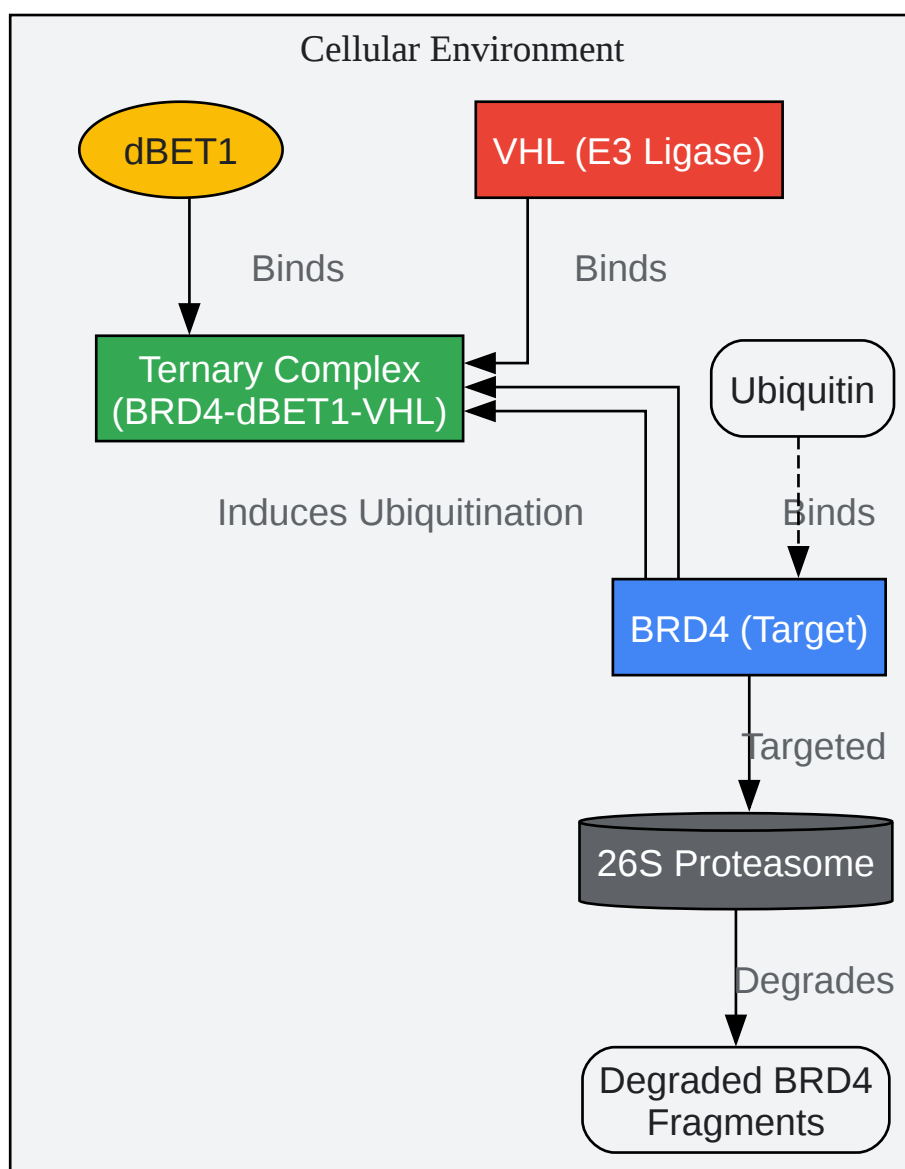 Cellular Environment
dBET1
VHL (E3 Ligase)
Binds
Binds
Ternary Complex
(BRD4-dBET1-VHL)
Ubiquitin
Induces Ubiquitination
Binds
BRD4 (Target)
Targeted
26S Proteasome
Degrades
Degraded BRD4
Fragments